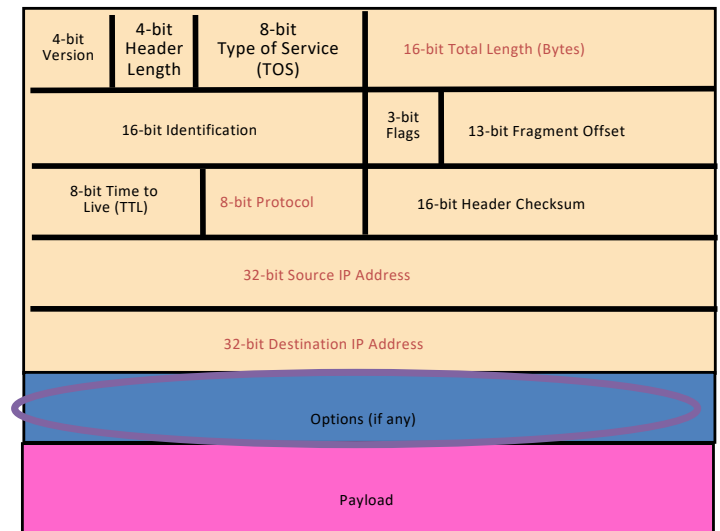 4-bit
Version
4-bit
Header
Length
8-bit
Type of Service
(TOS)
16-bit Total Length (Bytes)
16-bit Identification
3-bit
Flags
13-bit Fragment Offset
8-bit Time to
Live (TTL)
8-bit Protocol
16-bit Header Checksum
32-bit Source IP Address
32-bit Destination IP Address
Options (if any)
Payload